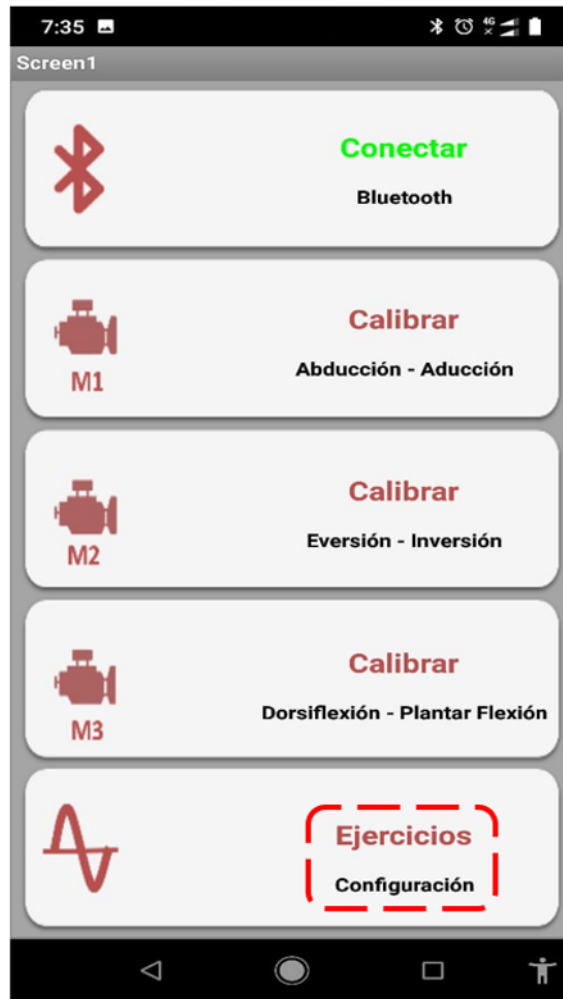 7:35
4G
Screen1
Conectar
Bluetooth
Calibrar
Abducción - Aducción
M1
Calibrar
Eversión - Inversión
M2
Calibrar
Dorsiflexión - Plantar Flexión
M3
Ejercicios
Configuración